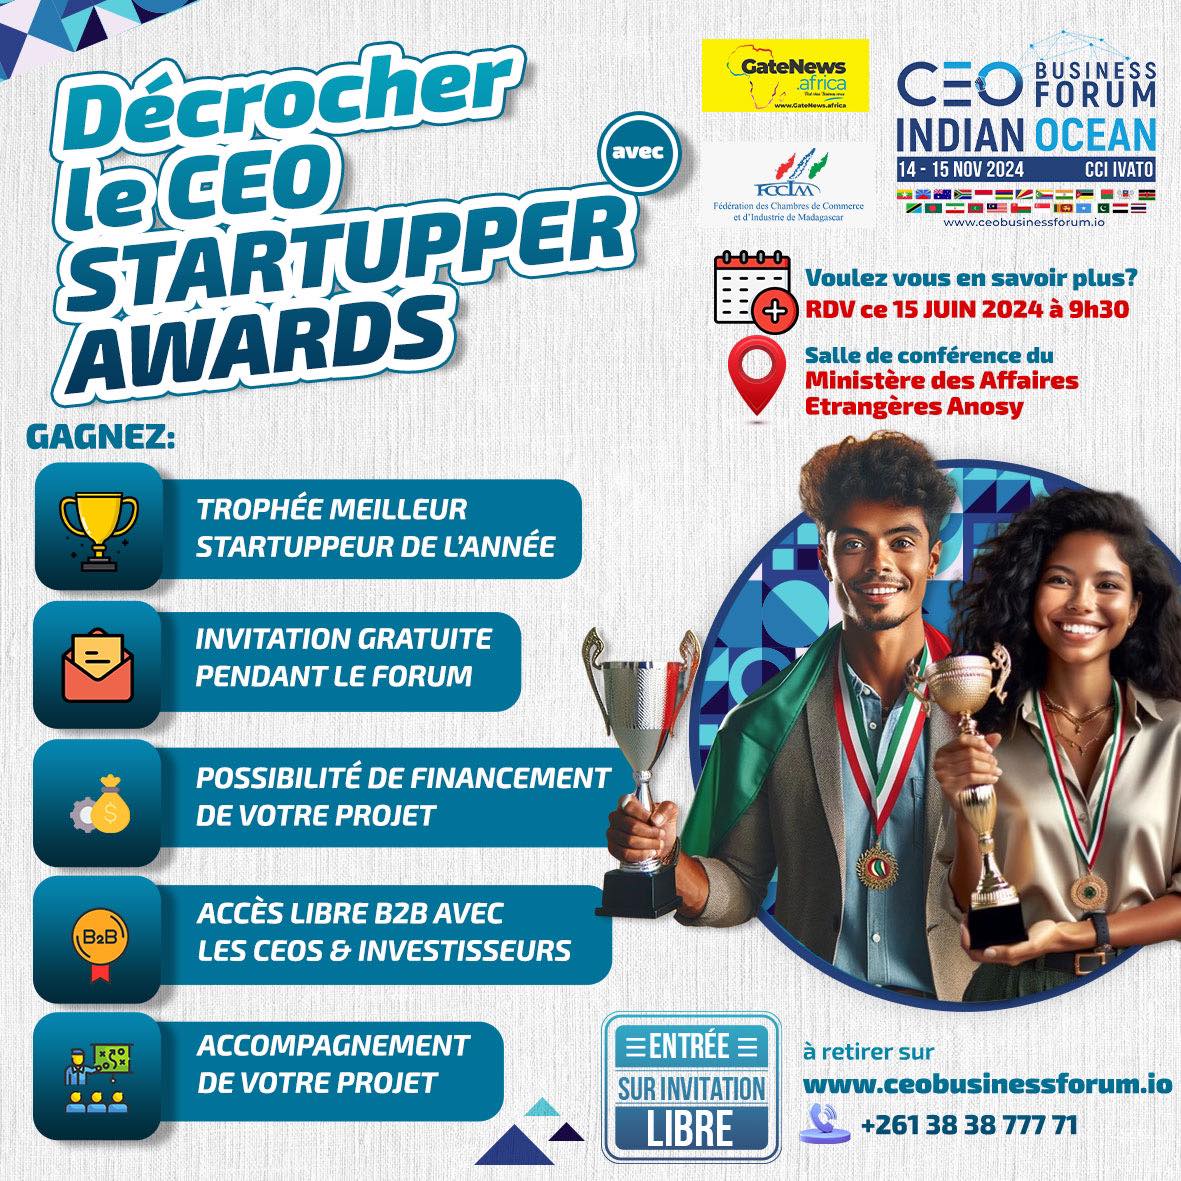 Décrocher
le CEO
STARTUPPER
AWARDS
avec
GateNews
.africa
www.GateNews.africa
FCCIM
Fédération des Chambres de Commerce
et d'Industrie de Madagascar
CEO BUSINESS
FORUM
INDIAN OCEAN
14 - 15 NOV 2024 CCI IVATO
www.ceobusinessforum.io
Voulez vous en savoir plus?
RDV ce 15 JUIN 2024 à 9h30
Salle de conférence du
Ministère des Affaires
Etrangères Anosy
GAGNEZ:
TROPHÉE MEILLEUR
STARTUPPEUR DE L'ANNÉE
INVITATION GRATUITE
PENDANT LE FORUM
POSSIBILITÉ DE FINANCEMENT
DE VOTRE PROJET
B2B
ACCÈS LIBRE B2B AVEC
LES CEOS & INVESTISSEURS
ACCOMPAGNEMENT
DE VOTRE PROJET
ENTRÉE
SUR INVITATION
LIBRE
à retirer sur
www.ceobusinessforum.io
+261 38 38 777 71